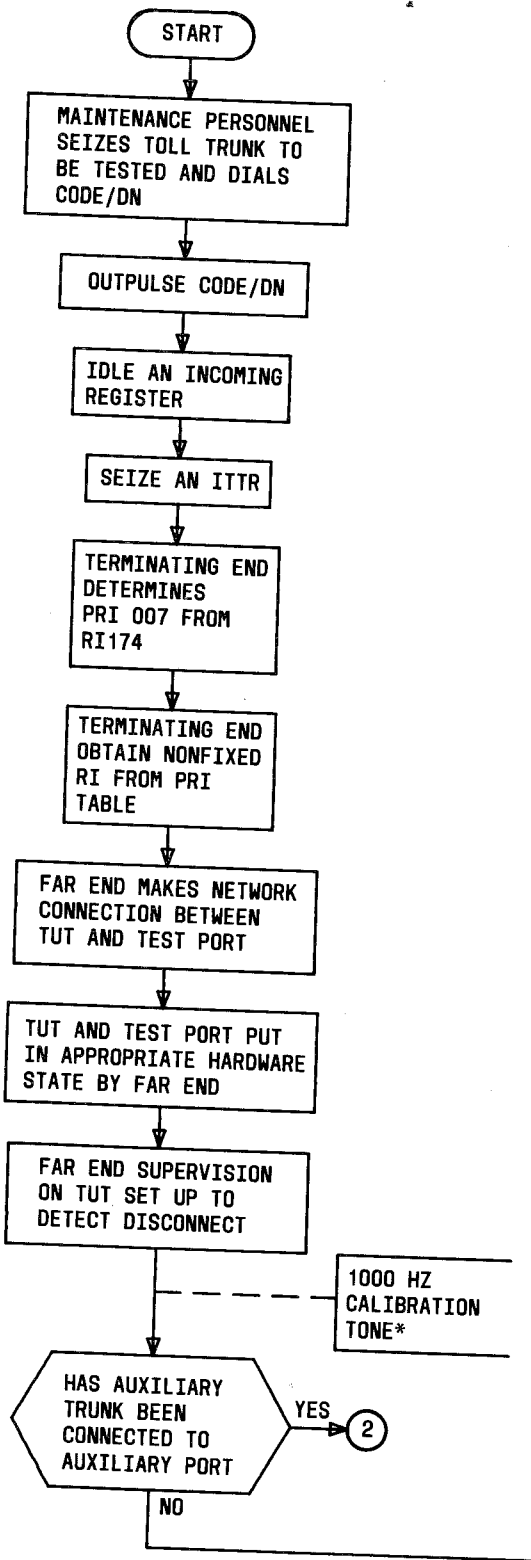 START
MAINTENANCE PERSONNEL
SEIZES TOLL TRUNK TO
BE TESTED AND DIALS
CODE/DN
OUTPULSE CODE/DN
IDLE AN INCOMING
REGISTER
SEIZE AN ITTR
TERMINATING END
DETERMINES
PRI 007 FROM
RI174
TERMINATING END
OBTAIN NONFIXED
RI FROM PRI
TABLE
FAR END MAKES NETWORK
CONNECTION BETWEEN
TUT AND TEST PORT
TUT AND TEST PORT PUT
IN APPROPRIATE HARDWARE
STATE BY FAR END
FAR END SUPERVISION
ON TUT SET UP TO
DETECT DISCONNECT
1000 HZ
CALIBRATION
TONE*
HAS AUXILIARY
TRUNK BEEN
CONNECTED TO
AUXILIARY PORT
YES
2
NO